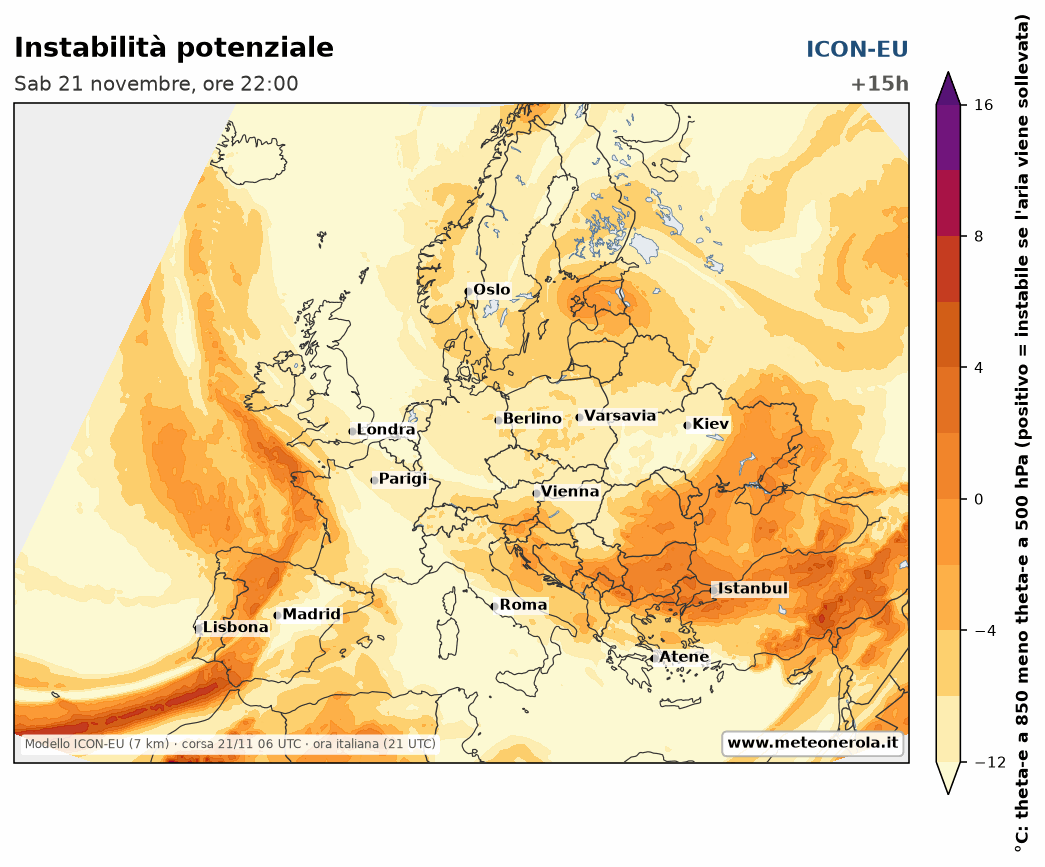 Instabilità potenziale
ICON-EU
Sab 21 novembre, ore 22:00
+15h
16
8
4
0
−4
−12
°C: theta-e a 850 meno theta-e a 500 hPa (positivo = instabile se l'aria viene sollevata)
Oslo
Berlino
Varsavia
Kiev
Londra
Parigi
Vienna
Istanbul
Roma
Madrid
Lisbona
Atene
Modello ICON-EU (7 km) · corsa 21/11 06 UTC · ora italiana (21 UTC)
www.meteonerola.it